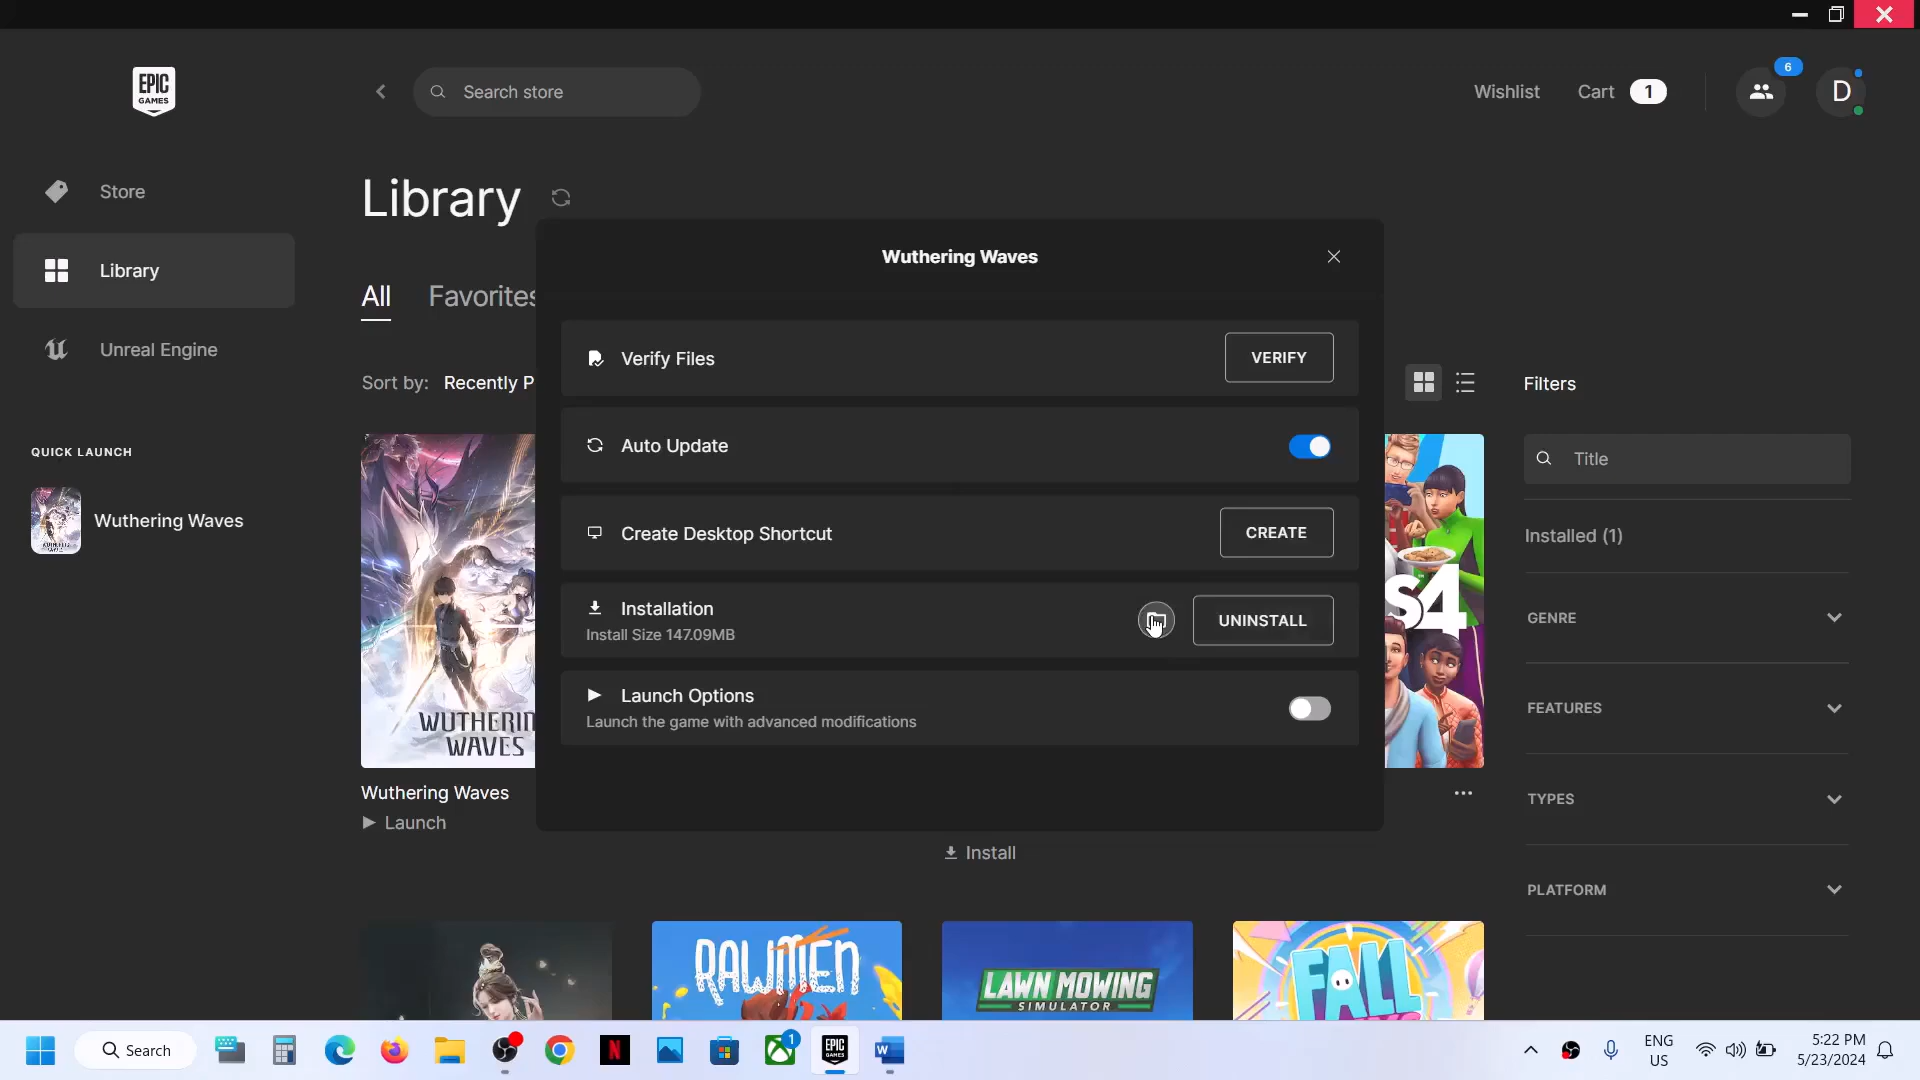 EPIC
GAMES
Search store
Wishlist
Cart
1
6
D
Store
Library
Unreal Engine
QUICK LAUNCH
Wuthering Waves
Library
All
Favorites
Sort by:
Recently P
WUTHERIN
WAVES
Wuthering Waves
Launch
Wuthering Waves
Verify Files
VERIFY
Auto Update
Create Desktop Shortcut
CREATE
Installation
Install Size 147.09MB
UNINSTALL
Launch Options
Launch the game with advanced modifications
S4
Install
RAWMEN
LAWN MOWING
SIMULATOR
FALL
Filters
Title
Installed (1)
GENRE
FEATURES
TYPES
PLATFORM
Search
N
1
EPIC
GAMES
W
ENG
US
5:22 PM
5/23/2024